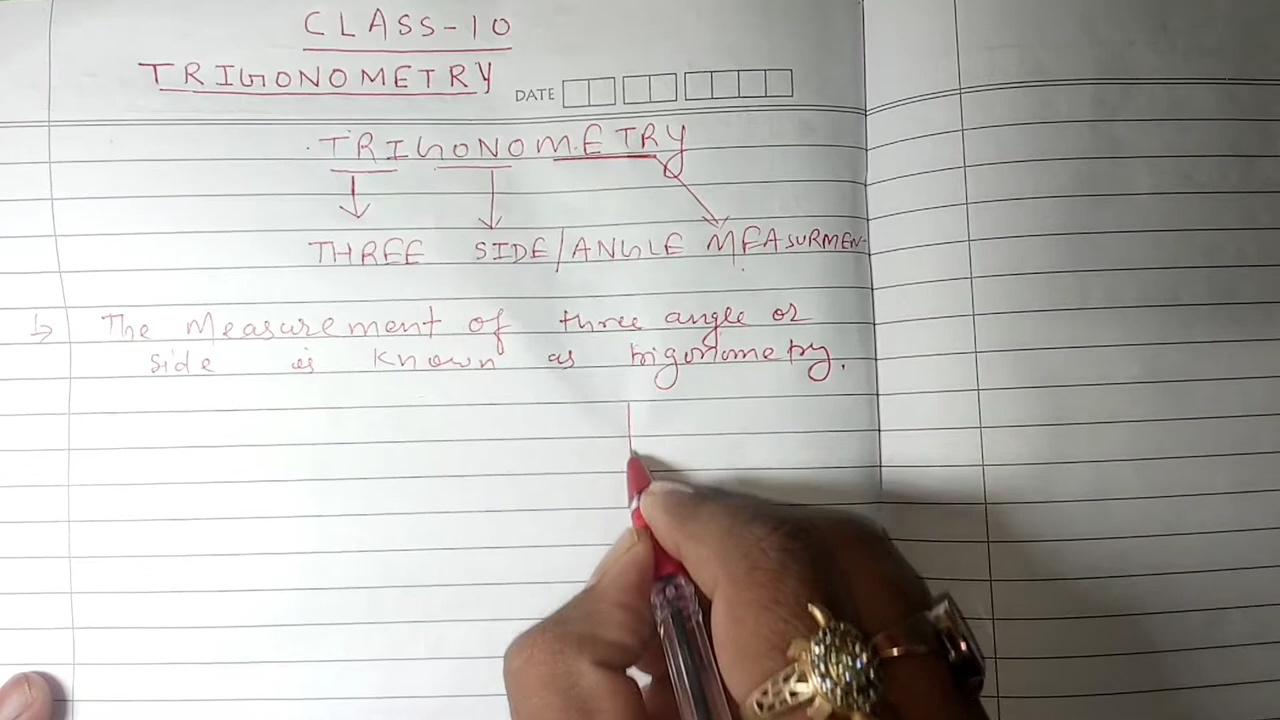 CLASS-10
TRIGONOMETRY
DATE
TRIGONOMETRY
THREE SIDE/ANGLE MEASURMEN
↳ The Measurement of three angle or
side is known as trigonometry.